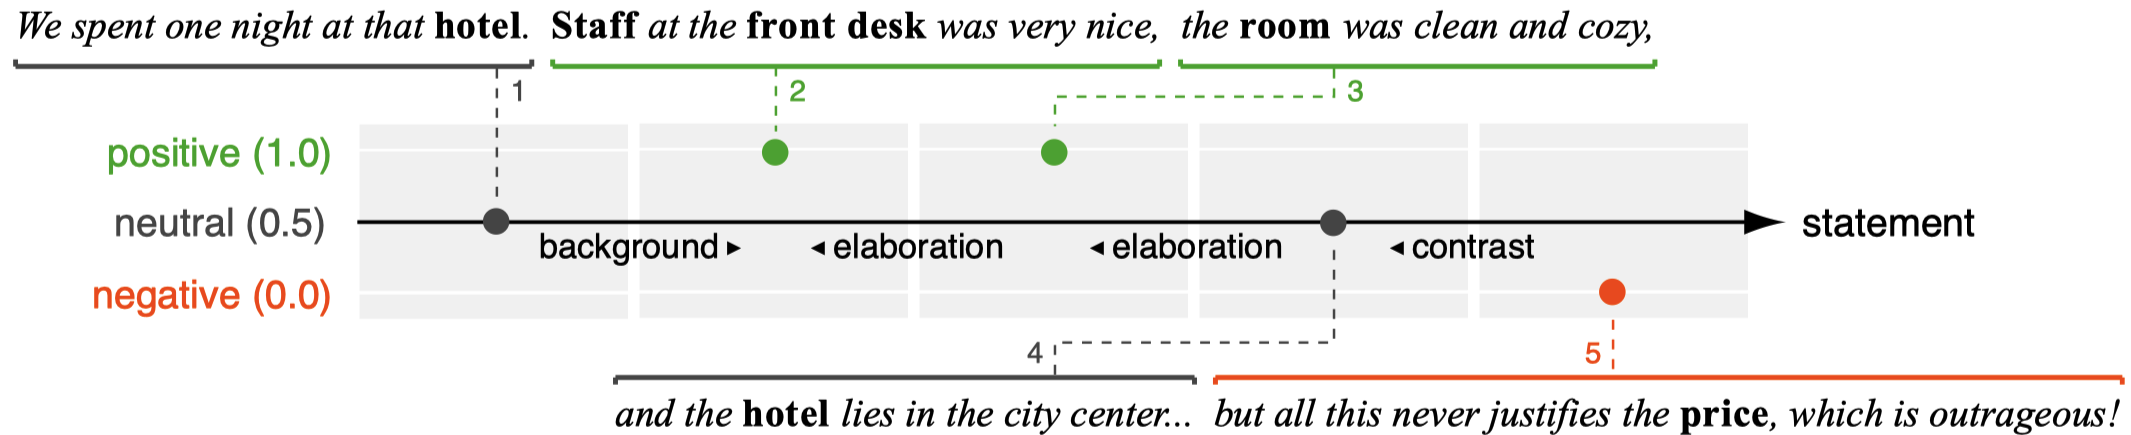 We spent one night at that hotel. Staff at the front desk was very nice, the room was clean and cozy,
1
2
3
positive (1.0)
neutral (0.5)
statement
background ▸ ◂ elaboration ◂ elaboration ◂ contrast
negative (0.0)
4
5
and the hotel lies in the city center... but all this never justifies the price, which is outrageous!